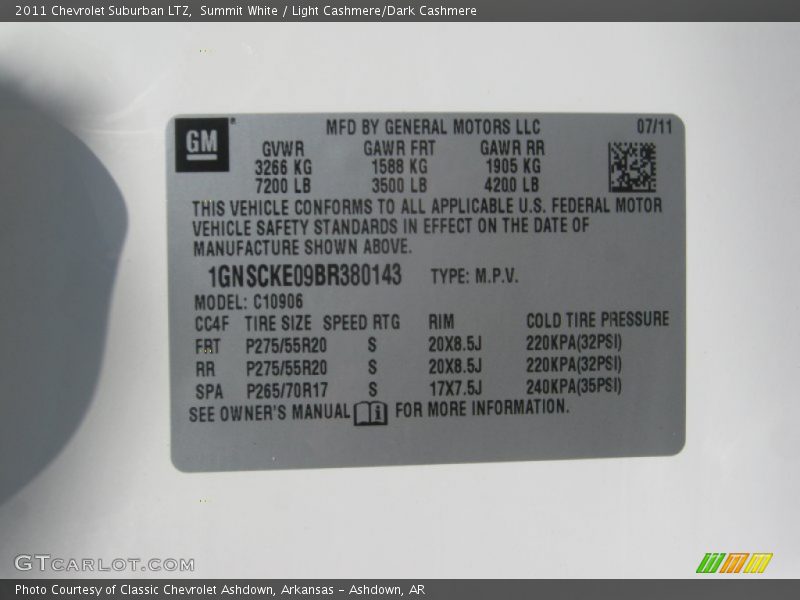 2011 Chevrolet Suburban LTZ, Summit White / Light Cashmere/Dark Cashmere
GM MFD BY GENERAL MOTORS LLC 07/11
GVWR GAWR FRT GAWR RR
3266 KG 1588 KG 1905 KG
7200 LB 3500 LB 4200 LB
THIS VEHICLE CONFORMS TO ALL APPLICABLE U.S. FEDERAL MOTOR
VEHICLE SAFETY STANDARDS IN EFFECT ON THE DATE OF
MANUFACTURE SHOWN ABOVE.
1GNSCKE09BR380143 TYPE: M.P.V.
MODEL: C10906
CC4F TIRE SIZE SPEED RTG RIM COLD TIRE PRESSURE
FRT P275/55R20 S 20X8.5J 220KPA(32PSI)
RR P275/55R20 S 20X8.5J 220KPA(32PSI)
SPA P265/70R17 S 17X7.5J 240KPA(35PSI)
SEE OWNER'S MANUAL FOR MORE INFORMATION.
GTCARLOT.COM
Photo Courtesy of Classic Chevrolet Ashdown, Arkansas - Ashdown, AR